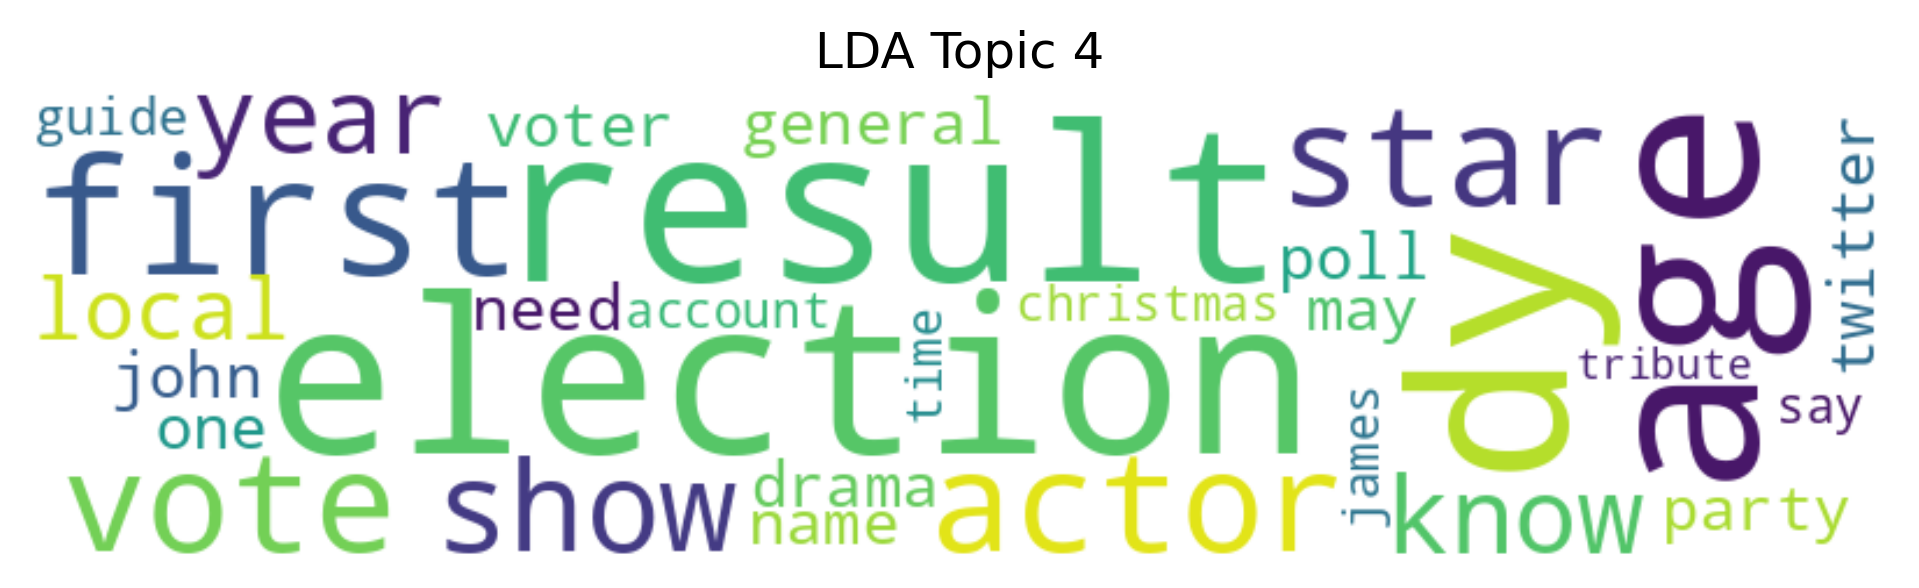 LDA Topic 4
guide
year
voter
general
star
age
twitter
first
result
poll
dy
local
need
account
christmas
may
john
election
time
tribute
one
james
say
vote
show
drama
name
actor
know
party